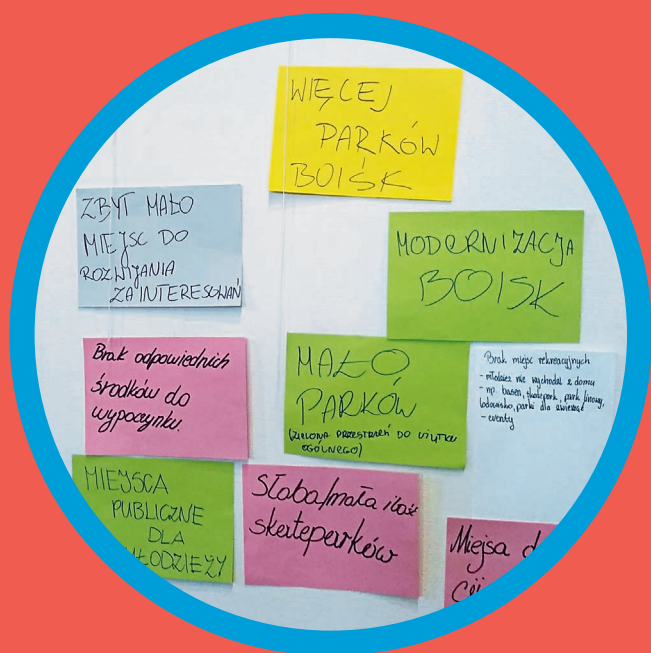 WIĘCEJ
PARKÓW
BOISK
ZBYT MAŁO
MIEJSC DO
ROZWIJANIA
ZAINTERESOWAŃ
MODERNIZACJA
BOISK
Brak odpowiednich
środków do
wypoczynku.
MAŁO
PARKÓW
(ZIELONA PRZESTRZEŃ DO UŻYTKU
OGÓLNEGO)
Brak miejsc rekreacyjnych
- młodzież nie wychodzi z domu
- np. basen, skatepark, park linowy,
lodowisko, parki dla zwierząt
- eventy
MIEJSCA
PUBLICZNE
DLA
MŁODZIEŻY
Słaba/mała ilość
skateparków
Miejsa